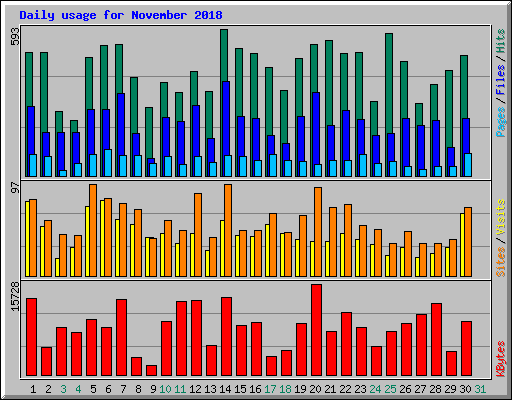 Daily usage for November 2018
593
Pages / Files / Hits
97
Sites / Visits
15728
KBytes
1 2 3 4 5 6 7 8 9 10 11 12 13 14 15 16 17 18 19 20 21 22 23 24 25 26 27 28 29 30 31